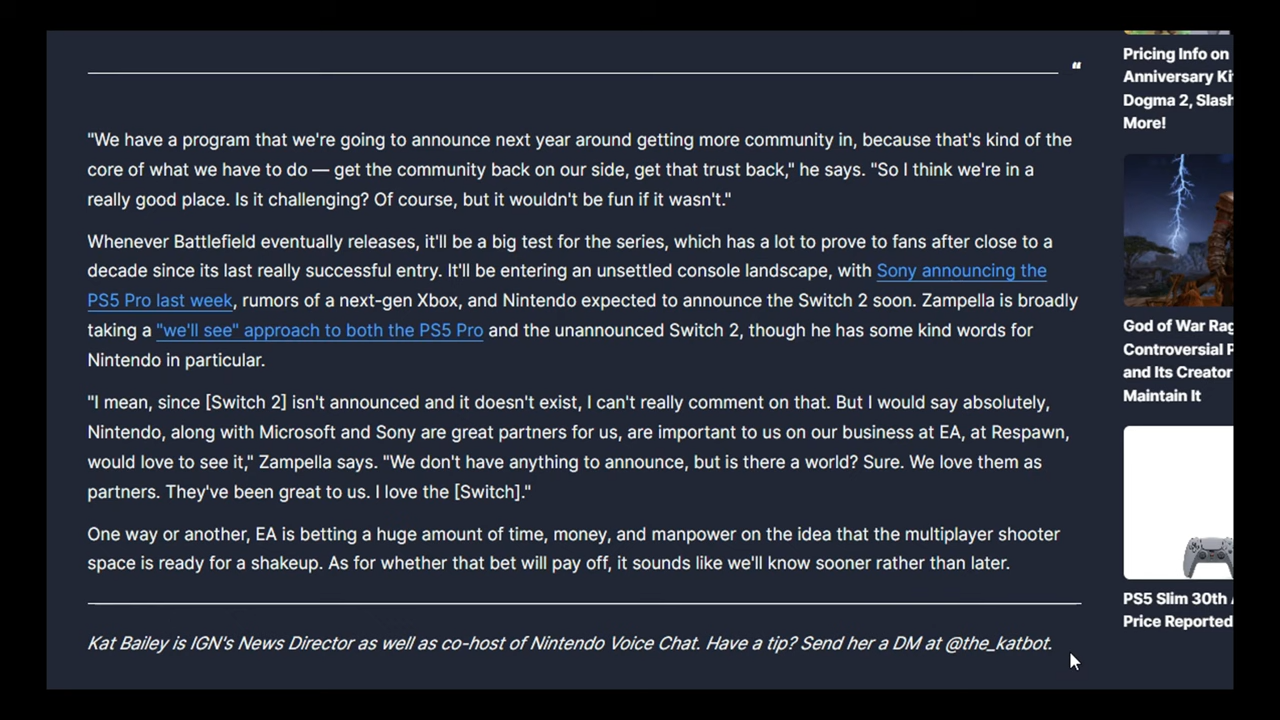 “
"We have a program that we're going to announce next year around getting more community in, because that's kind of the
core of what we have to do — get the community back on our side, get that trust back," he says. "So I think we're in a
really good place. Is it challenging? Of course, but it wouldn't be fun if it wasn't."
Whenever Battlefield eventually releases, it'll be a big test for the series, which has a lot to prove to fans after close to a
decade since its last really successful entry. It'll be entering an unsettled console landscape, with Sony announcing the
PS5 Pro last week, rumors of a next-gen Xbox, and Nintendo expected to announce the Switch 2 soon. Zampella is broadly
taking a "we'll see" approach to both the PS5 Pro and the unannounced Switch 2, though he has some kind words for
Nintendo in particular.
"I mean, since [Switch 2] isn't announced and it doesn't exist, I can't really comment on that. But I would say absolutely,
Nintendo, along with Microsoft and Sony are great partners for us, are important to us on our business at EA, at Respawn,
would love to see it," Zampella says. "We don't have anything to announce, but is there a world? Sure. We love them as
partners. They've been great to us. I love the [Switch]."
One way or another, EA is betting a huge amount of time, money, and manpower on the idea that the multiplayer shooter
space is ready for a shakeup. As for whether that bet will pay off, it sounds like we'll know sooner rather than later.
Kat Bailey is IGN's News Director as well as co-host of Nintendo Voice Chat. Have a tip? Send her a DM at @the_katbot.
Pricing Info on
Anniversary Ki
Dogma 2, Slash
More!
God of War Rag
Controversial P
and Its Creator
Maintain It
PS5 Slim 30th A
Price Reported